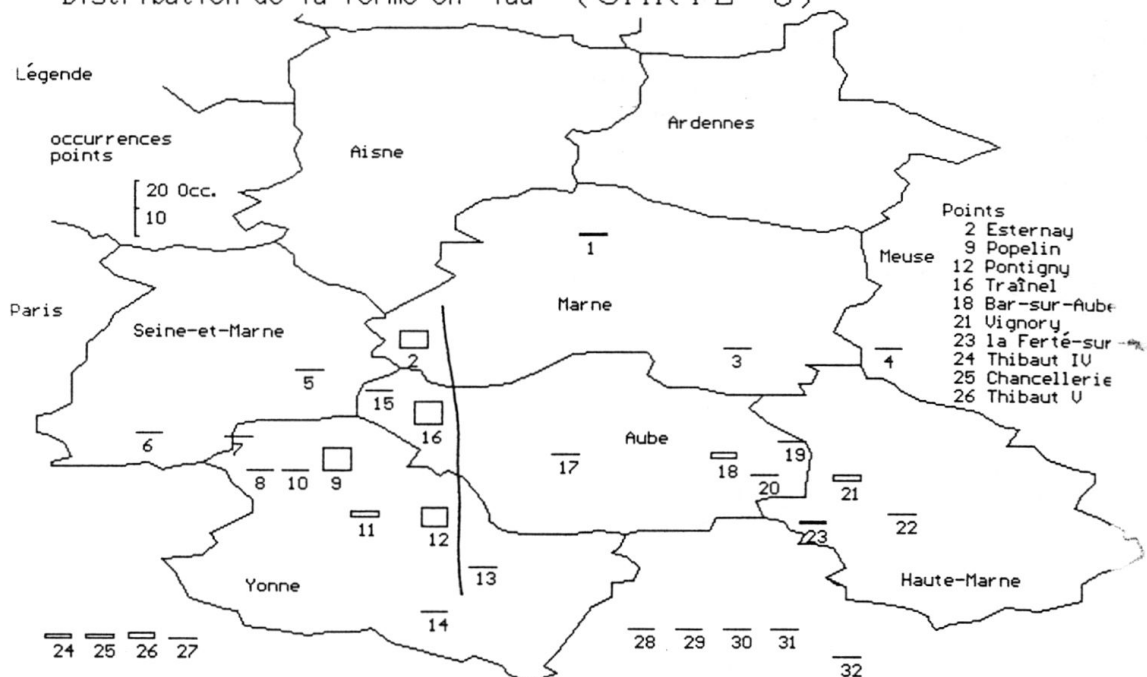 Légende
occurrences
points
20 Occ.
10
Aisne
Ardennes
Points
2 Esternay
9 Popelin
12 Pontigny
16 Traînel
18 Bar-sur-Aube
21 Vignory
23 la Ferté-sur-
24 Thibaut IV
25 Chancellerie
26 Thibaut V
Meuse
Paris
Seine-et-Marne
Marne
Aube
Yonne
Haute-Marne
1
2
3
4
5
15
16
6
7
8
10
9
17
18
19
20
21
11
12
22
23
13
14
24 25 26 27
28 29 30 31
32